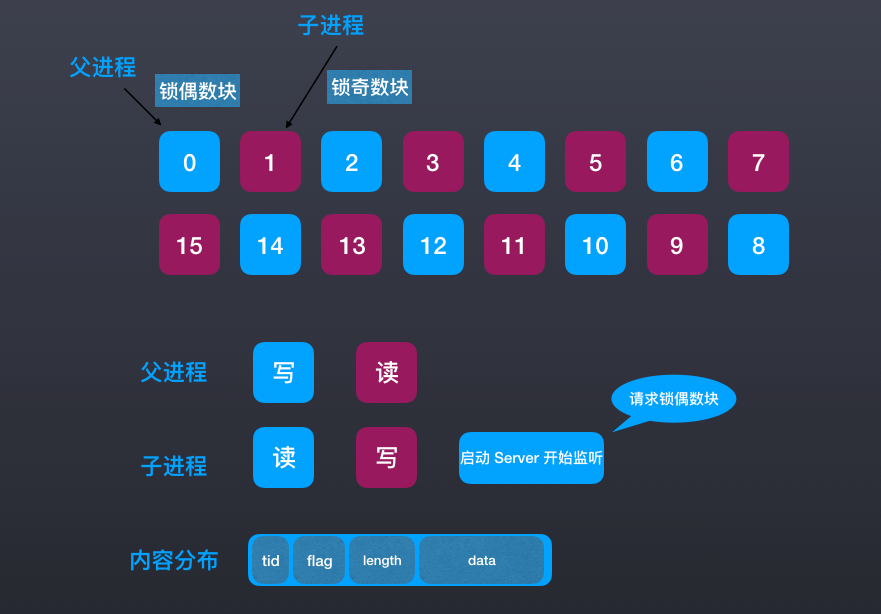 子进程
父进程
锁偶数块 锁奇数块
0 1 2 3 4 5 6 7
15 14 13 12 11 10 9 8
父进程 写 读
请求锁偶数块
子进程 读 写 启动 Server 开始监听
内容分布 tid flag length data